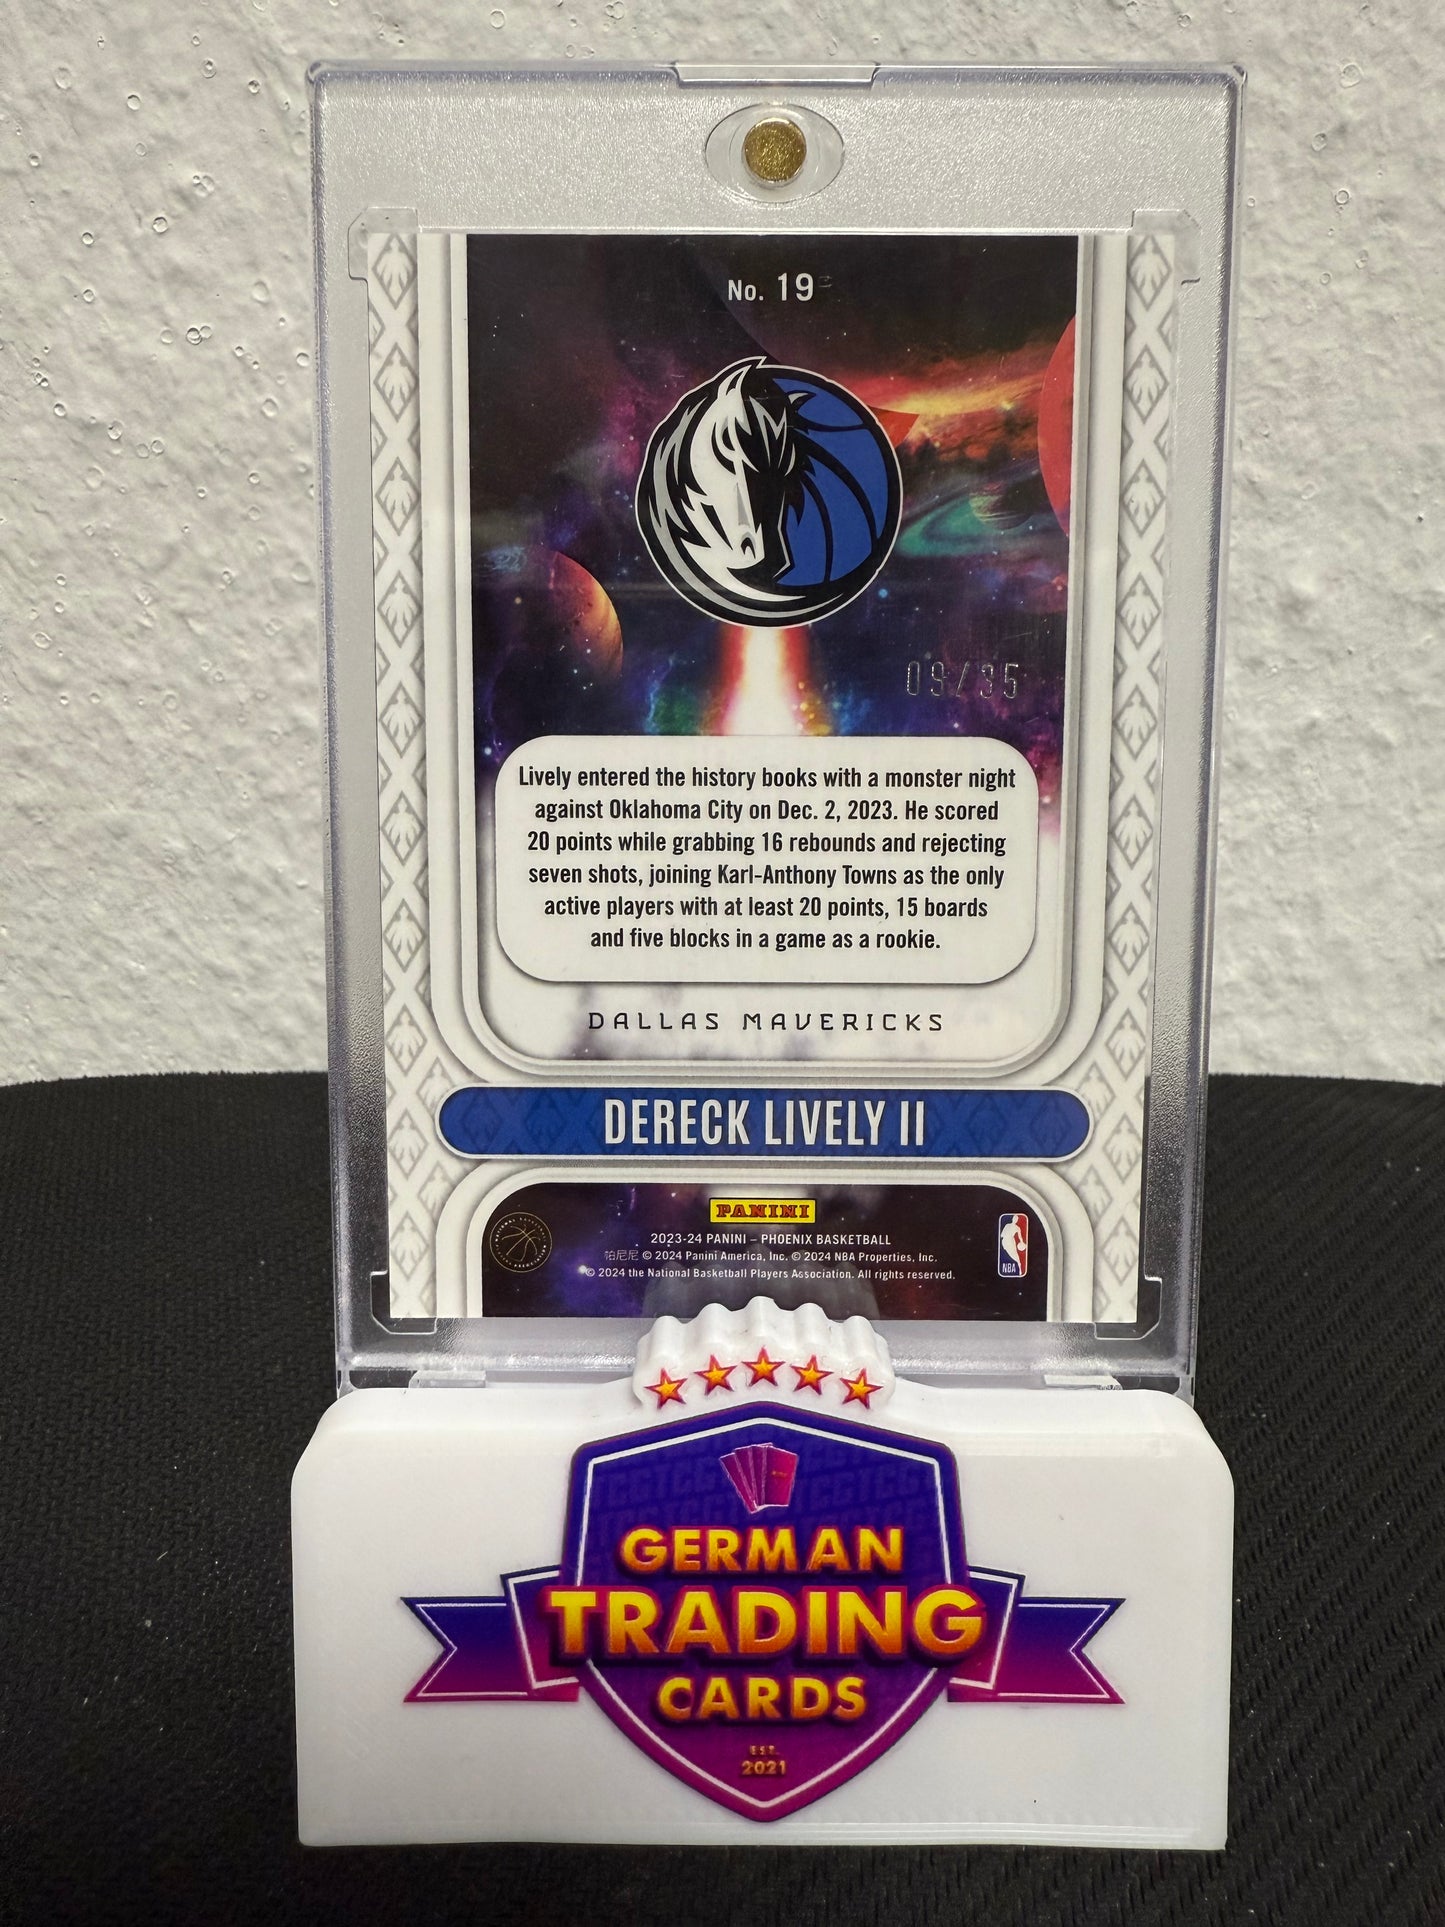 No. 19
09/35
Lively entered the history books with a monster night
against Oklahoma City on Dec. 2, 2023. He scored
20 points while grabbing 16 rebounds and rejecting
seven shots, joining Karl-Anthony Towns as the only
active players with at least 20 points, 15 boards
and five blocks in a game as a rookie.
DALLAS MAVERICKS
DERECK LIVELY II
PANINI
2023-24 PANINI – PHOENIX BASKETBALL
帕尼尼 © 2024 Panini America, Inc. © 2024 NBA Properties, Inc.
© 2024 the National Basketball Players Association. All rights reserved.
NBA
GERMAN
TRADING
CARDS
EST.
2021